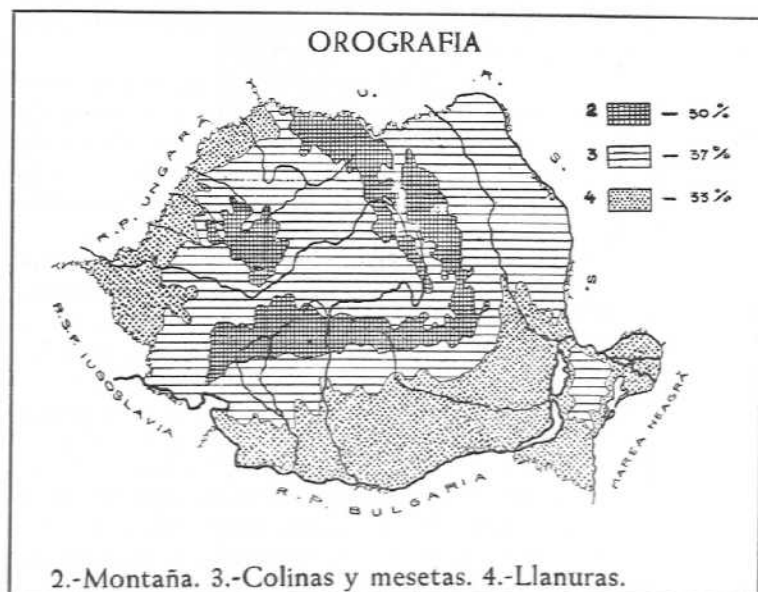 OROGRAFIA
U. R. S. S.
2 — 30%
3 — 37%
4 — 33%
R. P. UNGARĂ
R.S.F. IUGOSLAVIA
R. P. BULGARIA
MAREA NEAGRĂ
2.-Montaña. 3.-Colinas y mesetas. 4.-Llanuras.